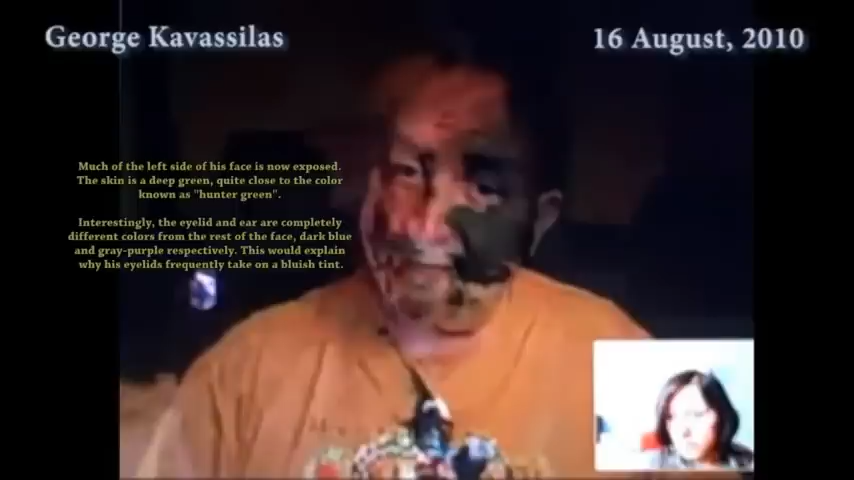 George Kavassilas
16 August, 2010
Much of the left side of his face is now exposed.
The skin is a deep green, quite close to the color
known as "hunter green".
Interestingly, the eyelid and ear are completely
different colors from the rest of the face, dark blue
and gray-purple respectively. This would explain
why his eyelids frequently take on a bluish tint.